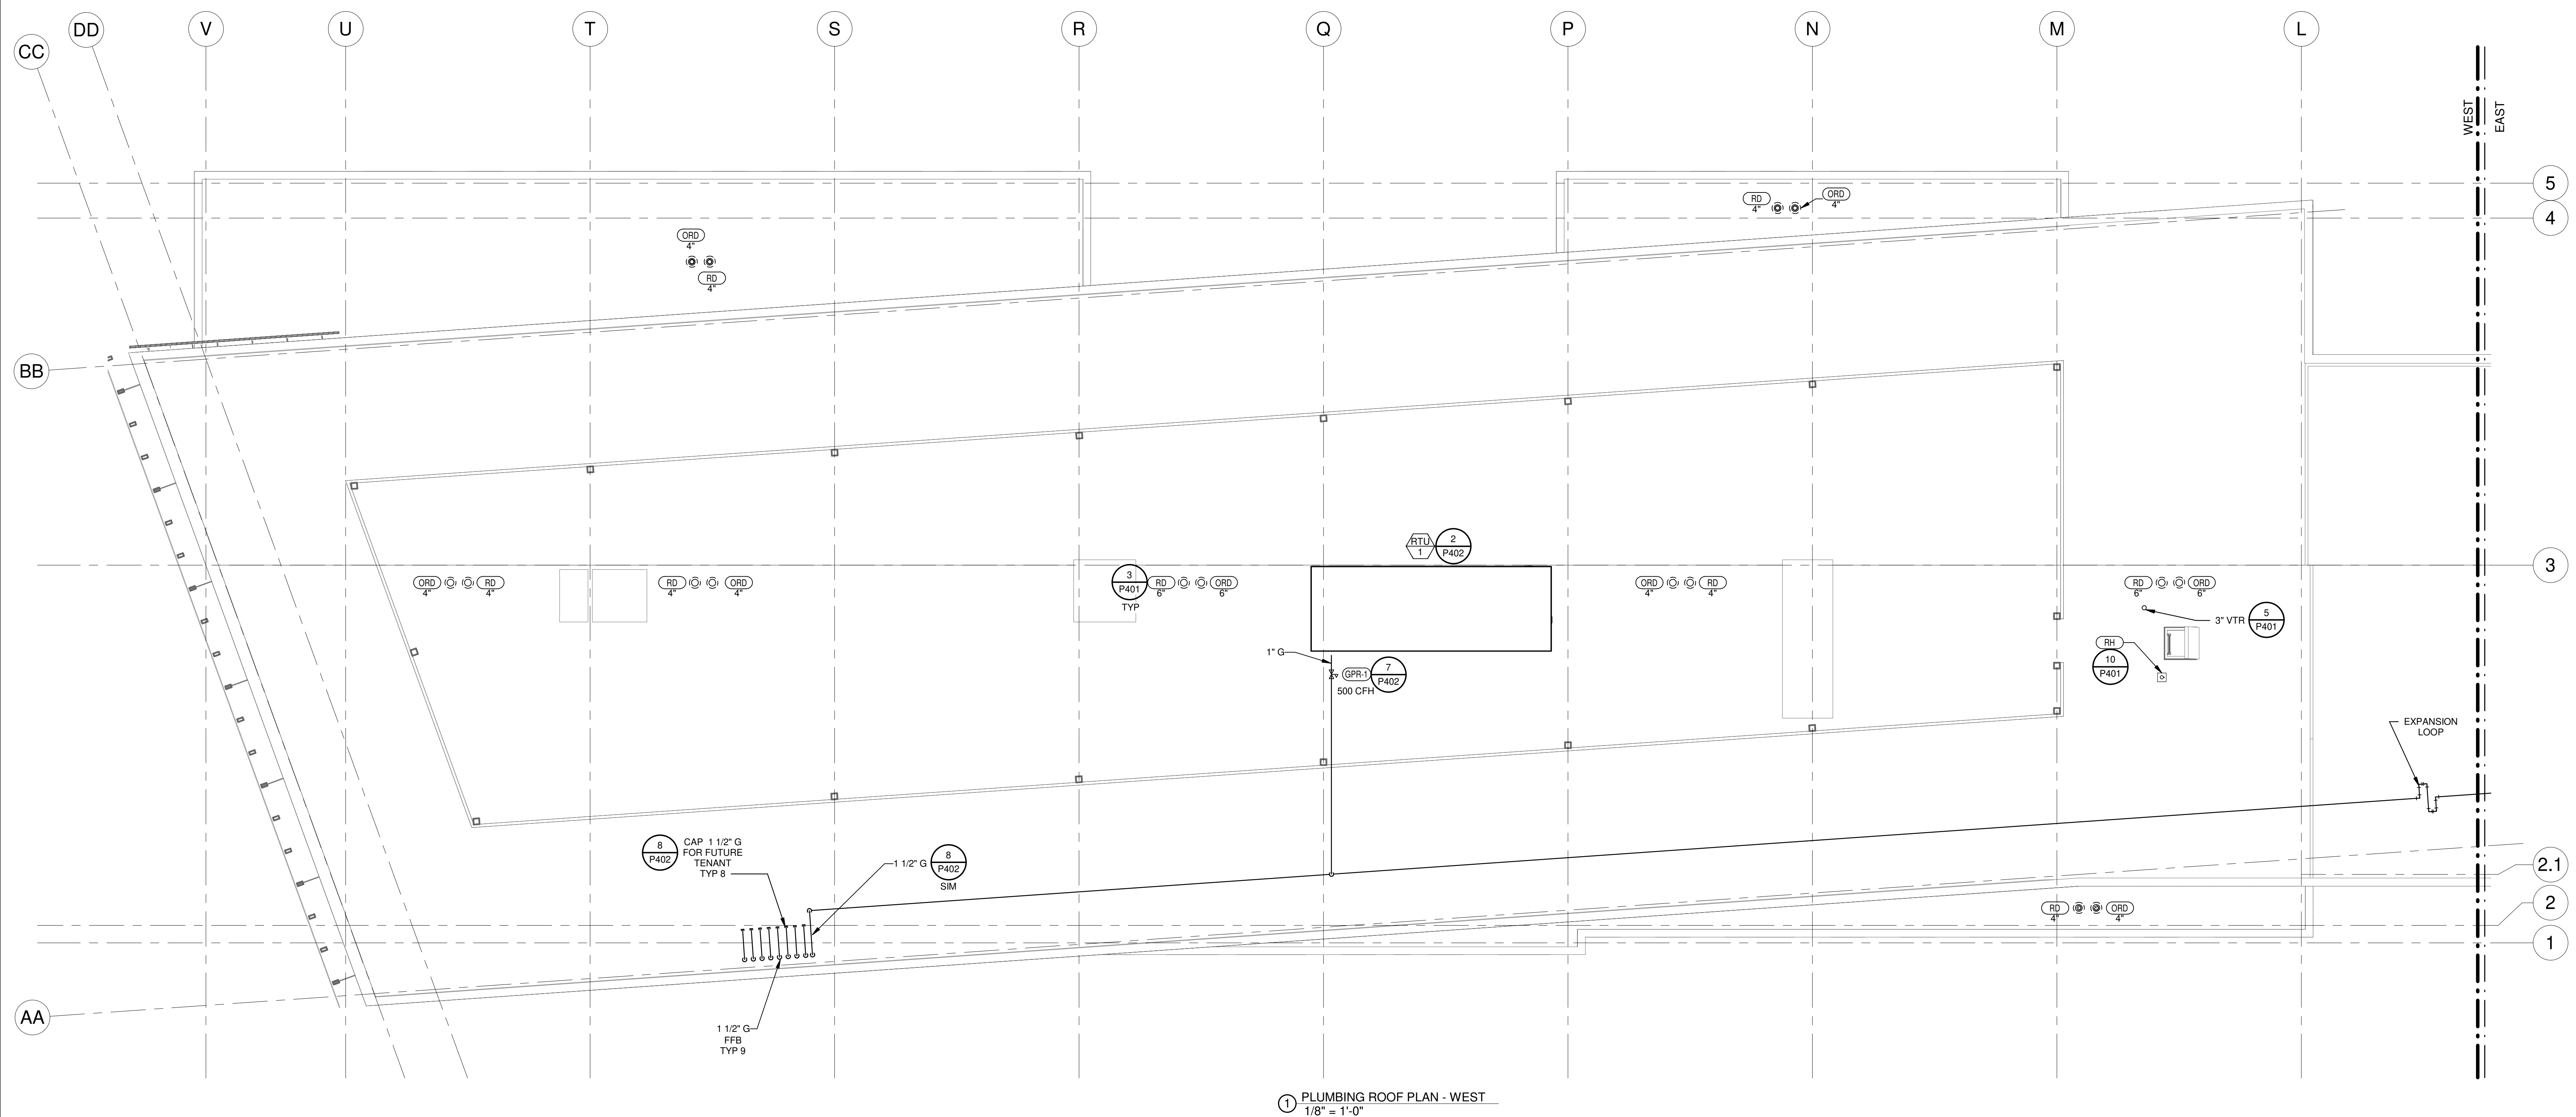 CC
DD
V
U
T
S
R
Q
P
N
M
L
WEST
EAST
5
4
RD
4"
ORD
4"
ORD
4"
RD
4"
BB
RTU
1
2
P402
3
ORD
4"
RD
4"
RD
4"
ORD
4"
3
P401
TYP
RD
6"
ORD
6"
ORD
4"
RD
4"
RD
6"
ORD
6"
3" VTR
5
P401
RH
10
P401
1" G
GPR-1
7
P402
500 CFH
EXPANSION
LOOP
8
P402
CAP 1 1/2" G
FOR FUTURE
TENANT
TYP 8
1 1/2" G
8
P402
SIM
2.1
2
1
RD
4"
ORD
4"
AA
1 1/2" G
FFB
TYP 9
1
PLUMBING ROOF PLAN - WEST
1/8" = 1'-0"